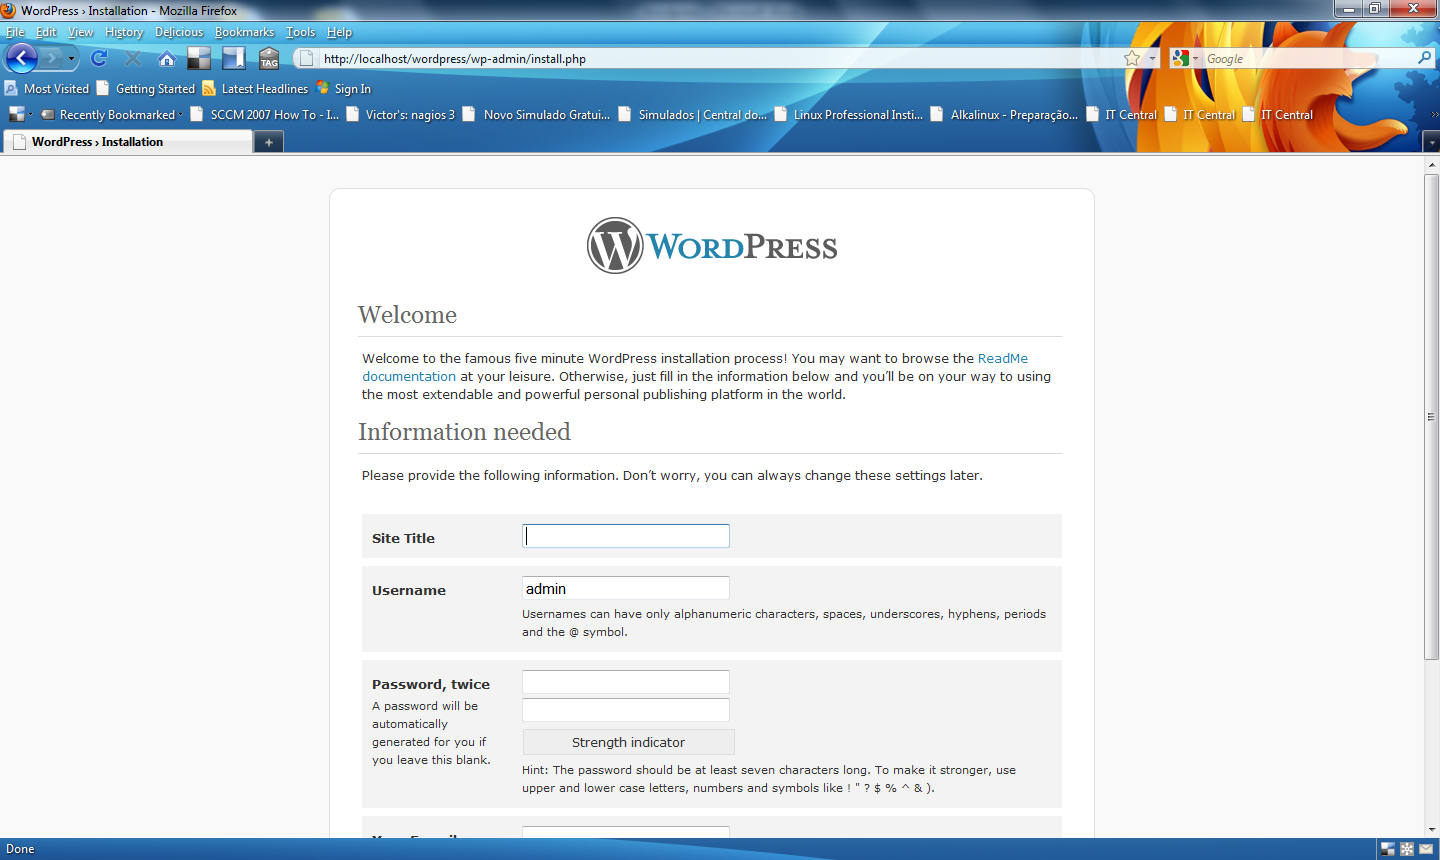 WordPress › Installation - Mozilla Firefox
File Edit View History Delicious Bookmarks Tools Help
TAG
http://localhost/wordpress/wp-admin/install.php
Google
Most Visited Getting Started Latest Headlines Sign In
Recently Bookmarked SCCM 2007 How To - I... Victor's: nagios 3 Novo Simulado Gratui... Simulados | Central do... Linux Professional Insti... Alkalinux - Preparação... IT Central IT Central IT Central
WordPress › Installation
WORDPRESS
Welcome
Welcome to the famous five minute WordPress installation process! You may want to browse the ReadMe
documentation at your leisure. Otherwise, just fill in the information below and you’ll be on your way to using
the most extendable and powerful personal publishing platform in the world.
Information needed
Please provide the following information. Don’t worry, you can always change these settings later.
Site Title
Username
admin
Usernames can have only alphanumeric characters, spaces, underscores, hyphens, periods
and the @ symbol.
Password, twice
A password will be
automatically
generated for you if
you leave this blank.
Strength indicator
Hint: The password should be at least seven characters long. To make it stronger, use
upper and lower case letters, numbers and symbols like ! " ? $ % ^ & ).
Done